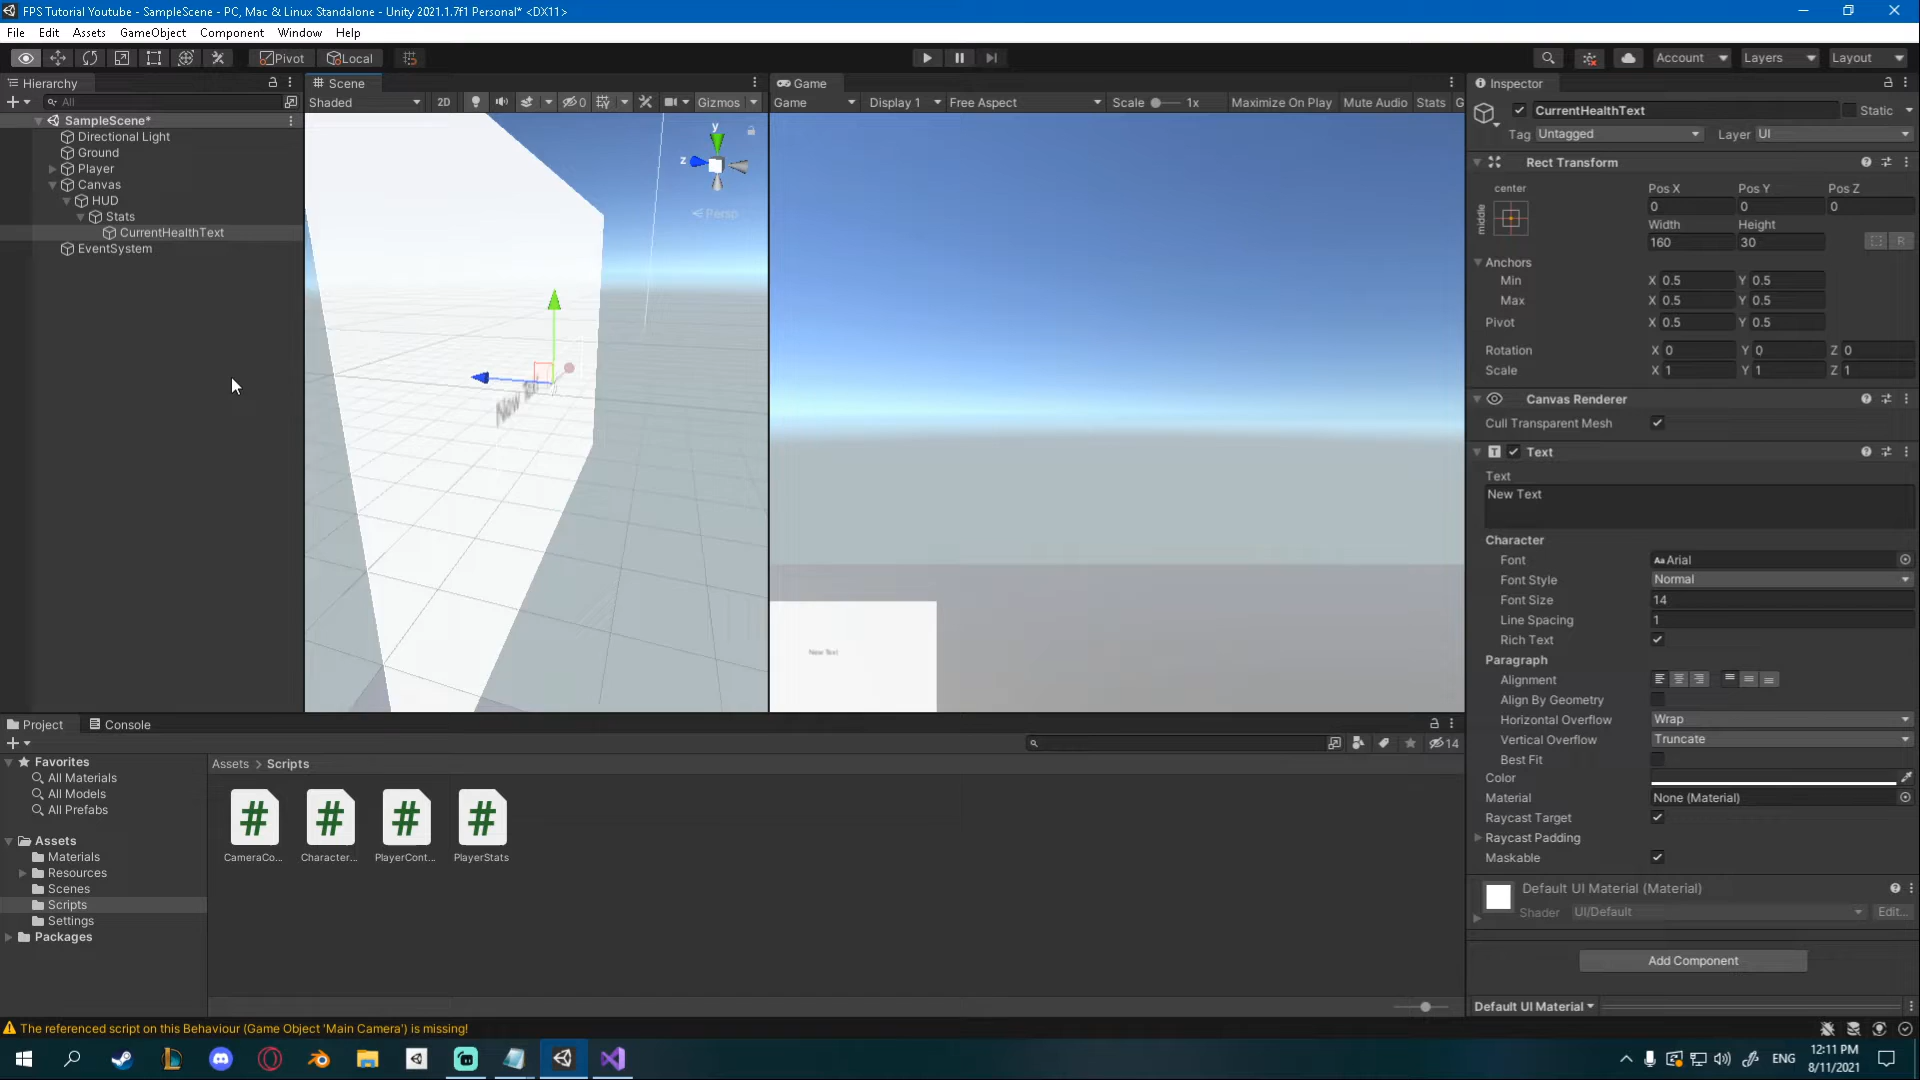 FPS Tutorial Youtube - SampleScene - PC, Mac & Linux Standalone - Unity 2021.1.7f1 Personal* <DX11>
File Edit Assets GameObject Component Window Help
Pivot Local Account Layers Layout
Hierarchy
All
SampleScene*
Directional Light
Ground
Player
Canvas
HUD
Stats
CurrentHealthText
EventSystem
Scene
Shaded 2D 0 Gizmos
y
z
Persp
New Text
Game
Game Display 1 Free Aspect Scale 1x Maximize On Play Mute Audio Stats G
New Text
Inspector
CurrentHealthText Static
Tag Untagged Layer UI
Rect Transform
center
middle
Pos X Pos Y Pos Z
0 0 0
Width Height
160 30 R
Anchors
Min X 0.5 Y 0.5
Max X 0.5 Y 0.5
Pivot X 0.5 Y 0.5
Rotation X 0 Y 0 Z 0
Scale X 1 Y 1 Z 1
Canvas Renderer
Cull Transparent Mesh
Text
Text
New Text
Character
Font Arial
Font Style Normal
Font Size 14
Line Spacing 1
Rich Text
Paragraph
Alignment
Align By Geometry
Horizontal Overflow Wrap
Vertical Overflow Truncate
Best Fit
Color
Material None (Material)
Raycast Target
Raycast Padding
Maskable
Default UI Material (Material)
Shader UI/Default Edit...
Add Component
Default UI Material
Project Console
14
Favorites
All Materials
All Models
All Prefabs
Assets
Materials
Resources
Scenes
Scripts
Settings
Packages
Assets > Scripts
CameraCo... Character... PlayerCont... PlayerStats
The referenced script on this Behaviour (Game Object 'Main Camera') is missing!
ENG
12:11 PM
8/11/2021